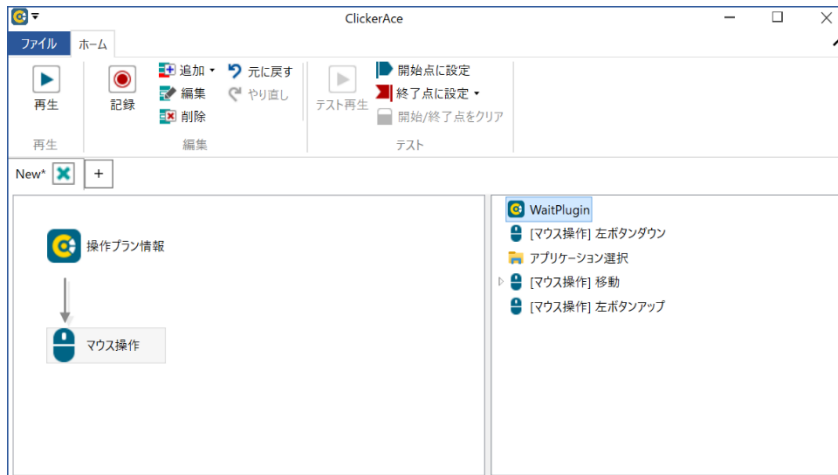 ClickerAce
ファイル ホーム
再生
記録
追加
編集
削除
元に戻す
やり直し
テスト再生
開始点に設定
終了点に設定
開始/終了点をクリア
再生
編集
テスト
New*
+
操作プラン情報
マウス操作
WaitPlugin
[マウス操作] 左ボタンダウン
アプリケーション選択
[マウス操作] 移動
[マウス操作] 左ボタンアップ